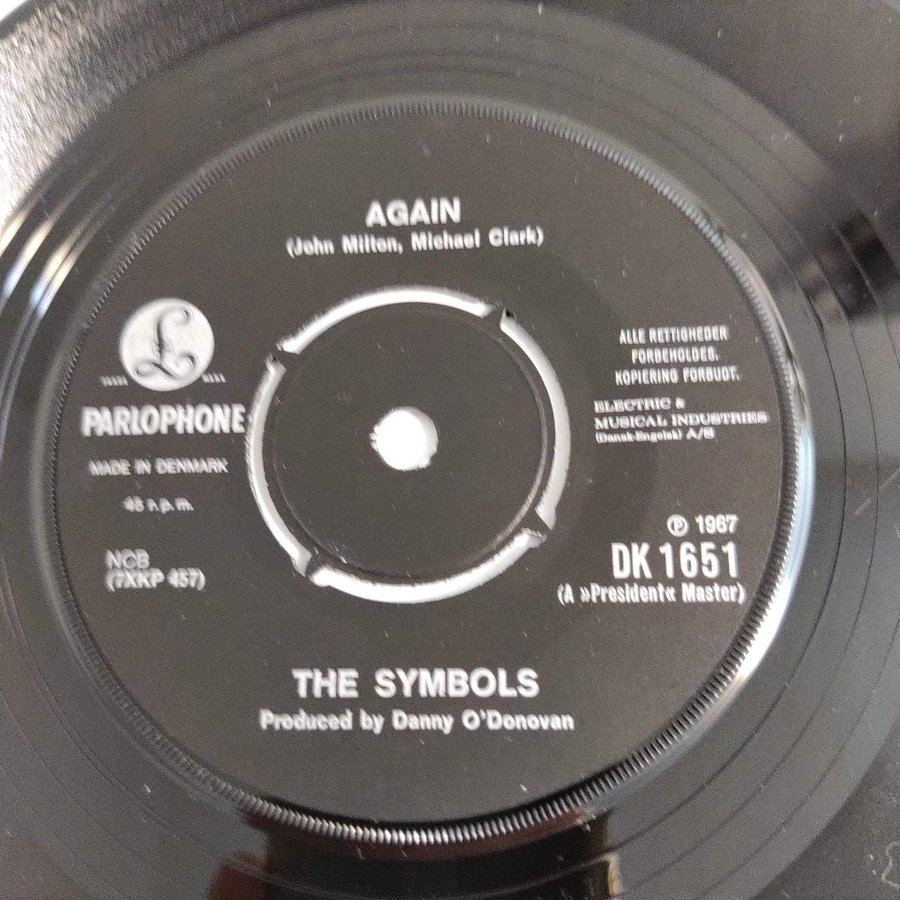 AGAIN
(John Milton, Michael Clark)
£
PARLOPHONE
MADE IN DENMARK
45 r.p.m.
NCB
(7XKP 457)
ALLE RETTIGHEDER
FORBEHOLDES.
KOPIERING FORBUDT.
ELECTRIC &
MUSICAL INDUSTRIES
(Dansk-Engelsk) A/S
℗ 1967
DK 1651
(A »President« Master)
THE SYMBOLS
Produced by Danny O'Donovan